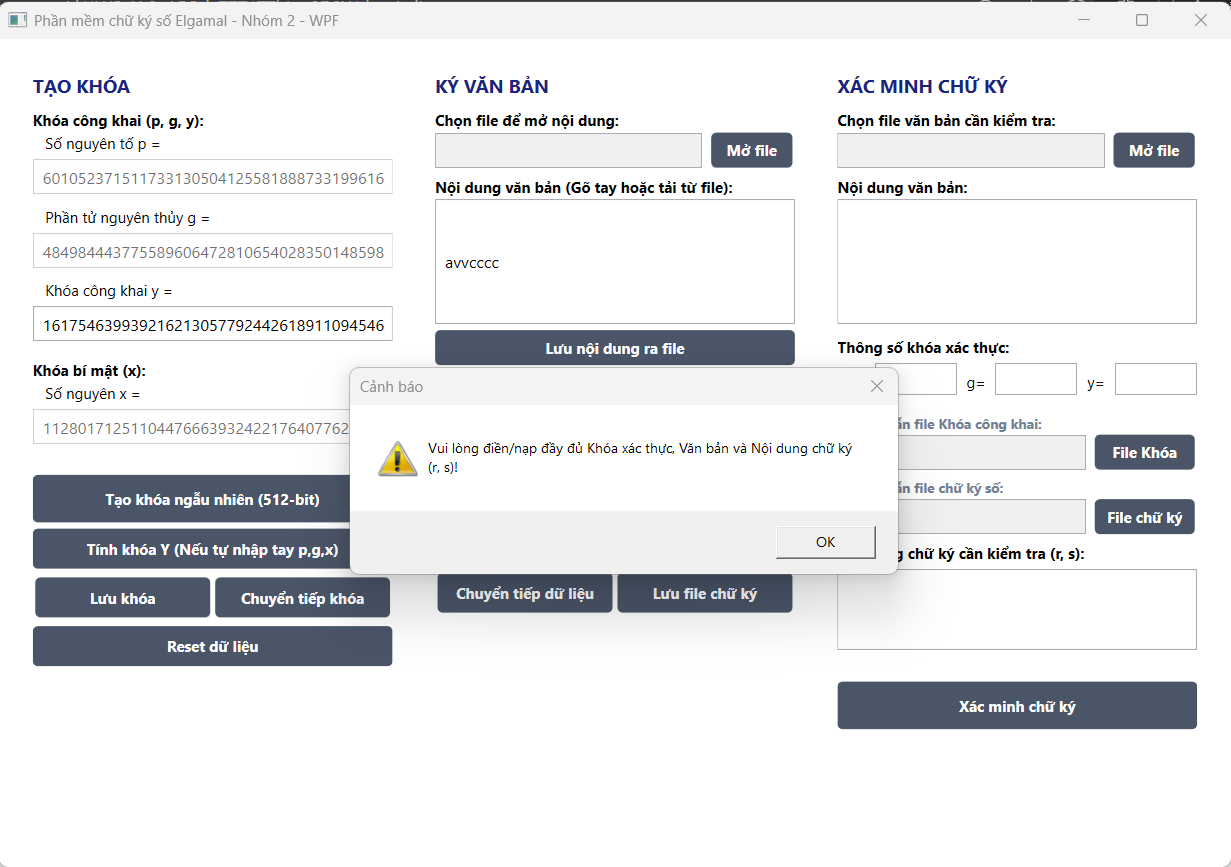 Phần mềm chữ ký số Elgamal - Nhóm 2 - WPF
TẠO KHÓA
Khóa công khai (p, g, y):
Số nguyên tố p =
601052371511733130504125581888733199616
Phần tử nguyên thủy g =
484984443775589606472810654028350148598
Khóa công khai y =
161754639939216213057792442618911094546
Khóa bí mật (x):
Số nguyên x =
11280171251104476663932422176407762
Tạo khóa ngẫu nhiên (512-bit)
Tính khóa Y (Nếu tự nhập tay p,g,x)
Lưu khóa
Chuyển tiếp khóa
Reset dữ liệu
KÝ VĂN BẢN
Chọn file để mở nội dung:
Mở file
Nội dung văn bản (Gõ tay hoặc tải từ file):
avvcccc
Lưu nội dung ra file
Chuyển tiếp dữ liệu
Lưu file chữ ký
XÁC MINH CHỮ KÝ
Chọn file văn bản cần kiểm tra:
Mở file
Nội dung văn bản:
Thông số khóa xác thực:
g=
y=
file Khóa công khai:
File Khóa
file chữ ký số:
File chữ ký
chữ ký cần kiểm tra (r, s):
Xác minh chữ ký
Cảnh báo
Vui lòng điền/nạp đầy đủ Khóa xác thực, Văn bản và Nội dung chữ ký
(r, s)!
OK